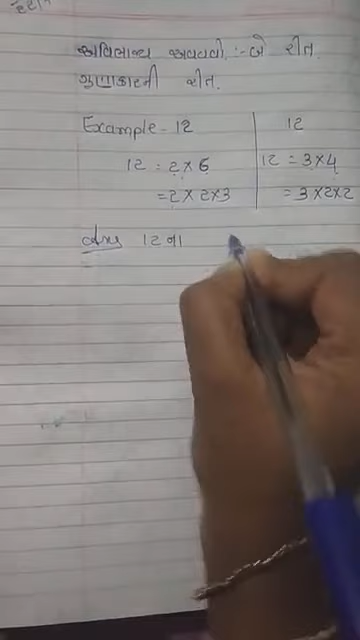 અવિભાજ્ય અવયવો :- બે રીત
ગુણાકારની રીત.
Example - 12
12 = 2 × 6
= 2 × 2 × 3
12
12 = 3 × 4
= 3 × 2 × 2
Ans 12 ના